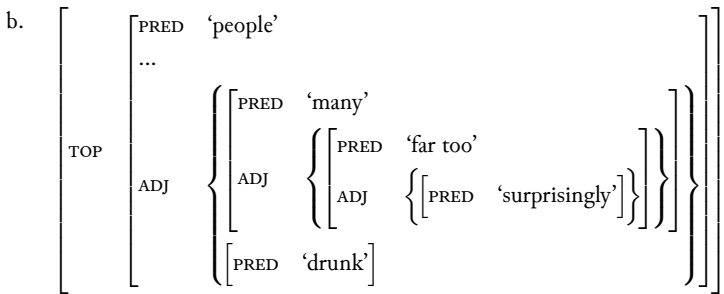 b.
PRED ‘people’
...
PRED ‘many’
TOP
PRED ‘far too’
ADJ
ADJ
ADJ
PRED ‘surprisingly’
PRED ‘drunk’